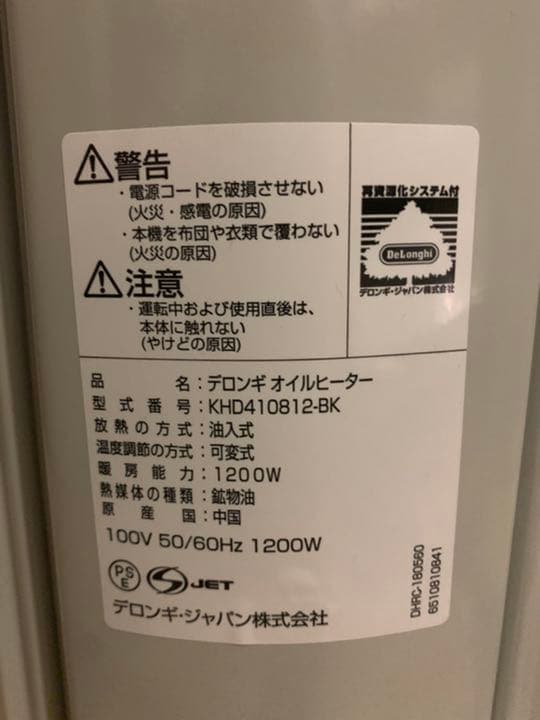 警告
・電源コードを破損させない
(火災・感電の原因)
・本機を布団や衣類で覆わない
(火災の原因)
注意
・運転中および使用直後は、
本体に触れない
(やけどの原因)
再資源化システム付
DeLonghi
デロンギ・ジャパン株式会社
品名：デロンギ オイルヒーター
型式番号：KHD410812-BK
放熱の方式：油入式
温度調節の方式：可変式
暖房能力：1200W
熱媒体の種類：鉱物油
原産国：中国
100V 50/60Hz 1200W
PS
E
JET
デロンギ・ジャパン株式会社
DHRC-180560
6510810841